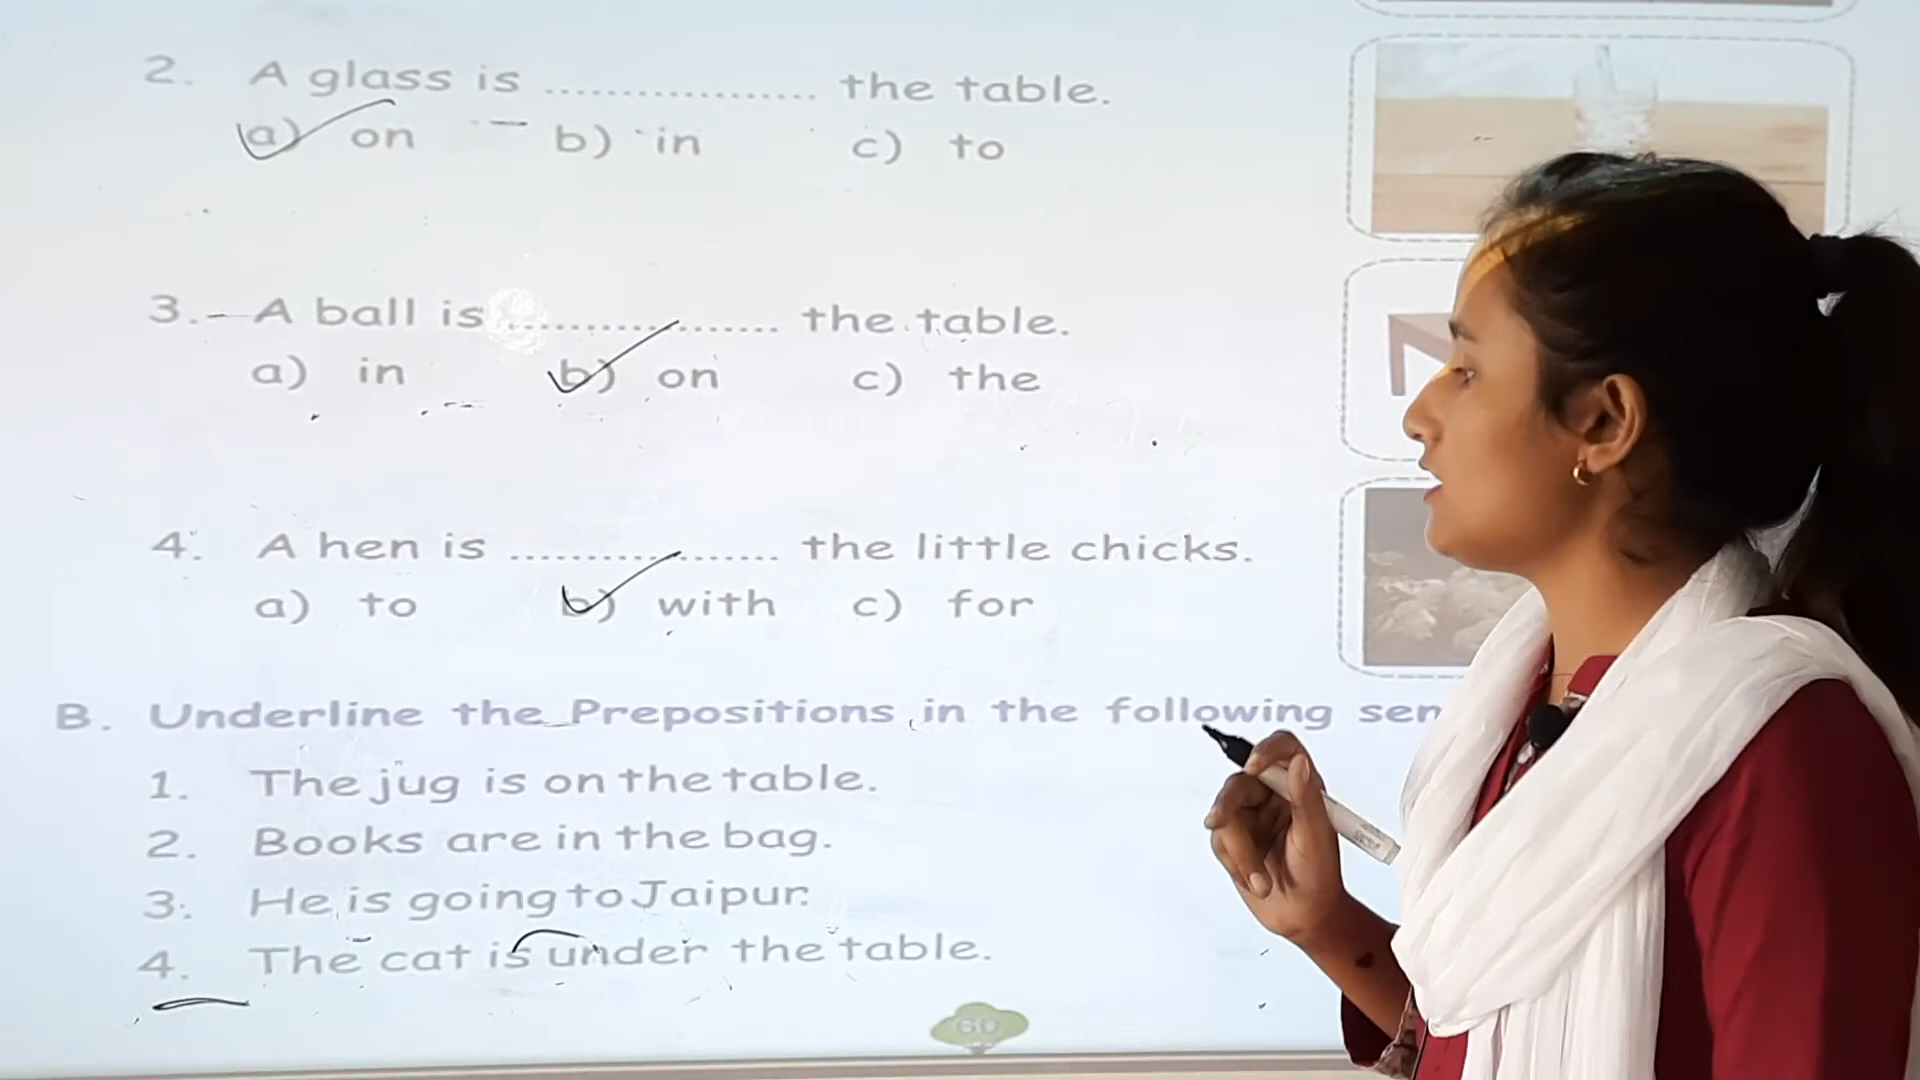 2. A glass is ................. the table.
a) on b) in c) to
3. A ball is ................. the table.
a) in b) on c) the
4. A hen is ................. the little chicks.
a) to b) with c) for
B. Underline the Prepositions in the following sen
1. The jug is on the table.
2. Books are in the bag.
3. He is going to Jaipur.
4. The cat is under the table.
60